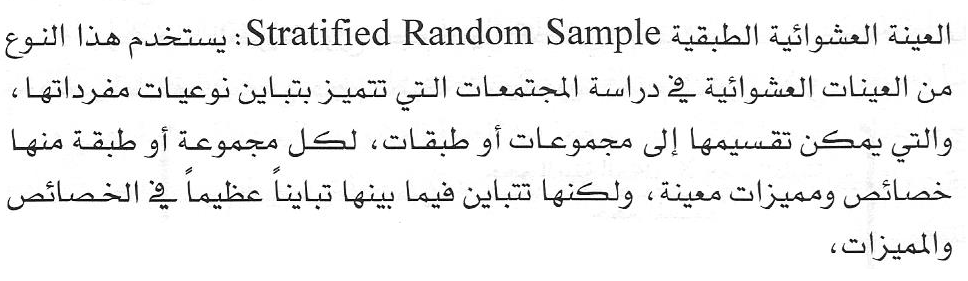 العينة العشوائية الطبقية Stratified Random Sample: يستخدم هذا النوع
من العينات العشوائية في دراسة المجتمعات التي تتميز بتباين نوعيات مفرداتها،
والتي يمكن تقسيمها إلى مجموعات أو طبقات، لكل مجموعة أو طبقة منها
خصائص ومميزات معينة، ولكنها تتباين فيما بينها تبايناً عظيماً في الخصائص
والمميزات،